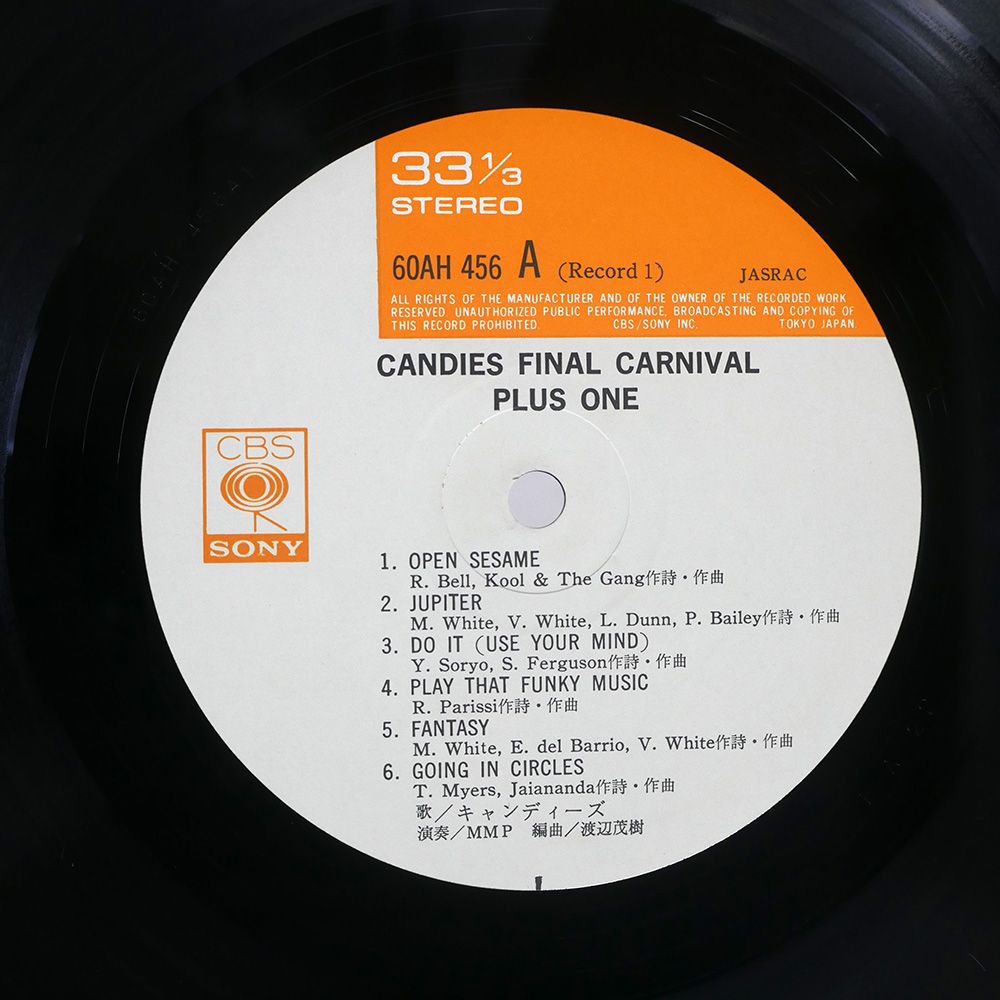 33 1/3
STEREO
60AH 456 A (Record 1) JASRAC
ALL RIGHTS OF THE MANUFACTURER AND OF THE OWNER OF THE RECORDED WORK
RESERVED UNAUTHORIZED PUBLIC PERFORMANCE, BROADCASTING AND COPYING OF
THIS RECORD PROHIBITED. CBS/SONY INC. TOKYO JAPAN.
CANDIES FINAL CARNIVAL
PLUS ONE
CBS
SONY
1. OPEN SESAME
R. Bell, Kool & The Gang作詩・作曲
2. JUPITER
M. White, V. White, L. Dunn, P. Bailey作詩・作曲
3. DO IT (USE YOUR MIND)
Y. Soryo, S. Ferguson作詩・作曲
4. PLAY THAT FUNKY MUSIC
R. Parissi作詩・作曲
5. FANTASY
M. White, E. del Barrio, V. White作詩・作曲
6. GOING IN CIRCLES
T. Myers, Jaiananda作詩・作曲
歌／キャンディーズ
演奏／MMP 編曲／渡辺茂樹